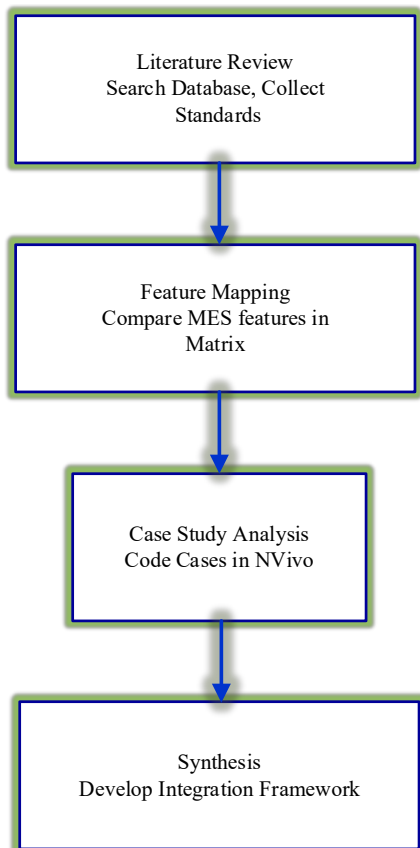 Literature Review
Search Database, Collect
Standards
Feature Mapping
Compare MES features in
Matrix
Case Study Analysis
Code Cases in NVivo
Synthesis
Develop Integration Framework